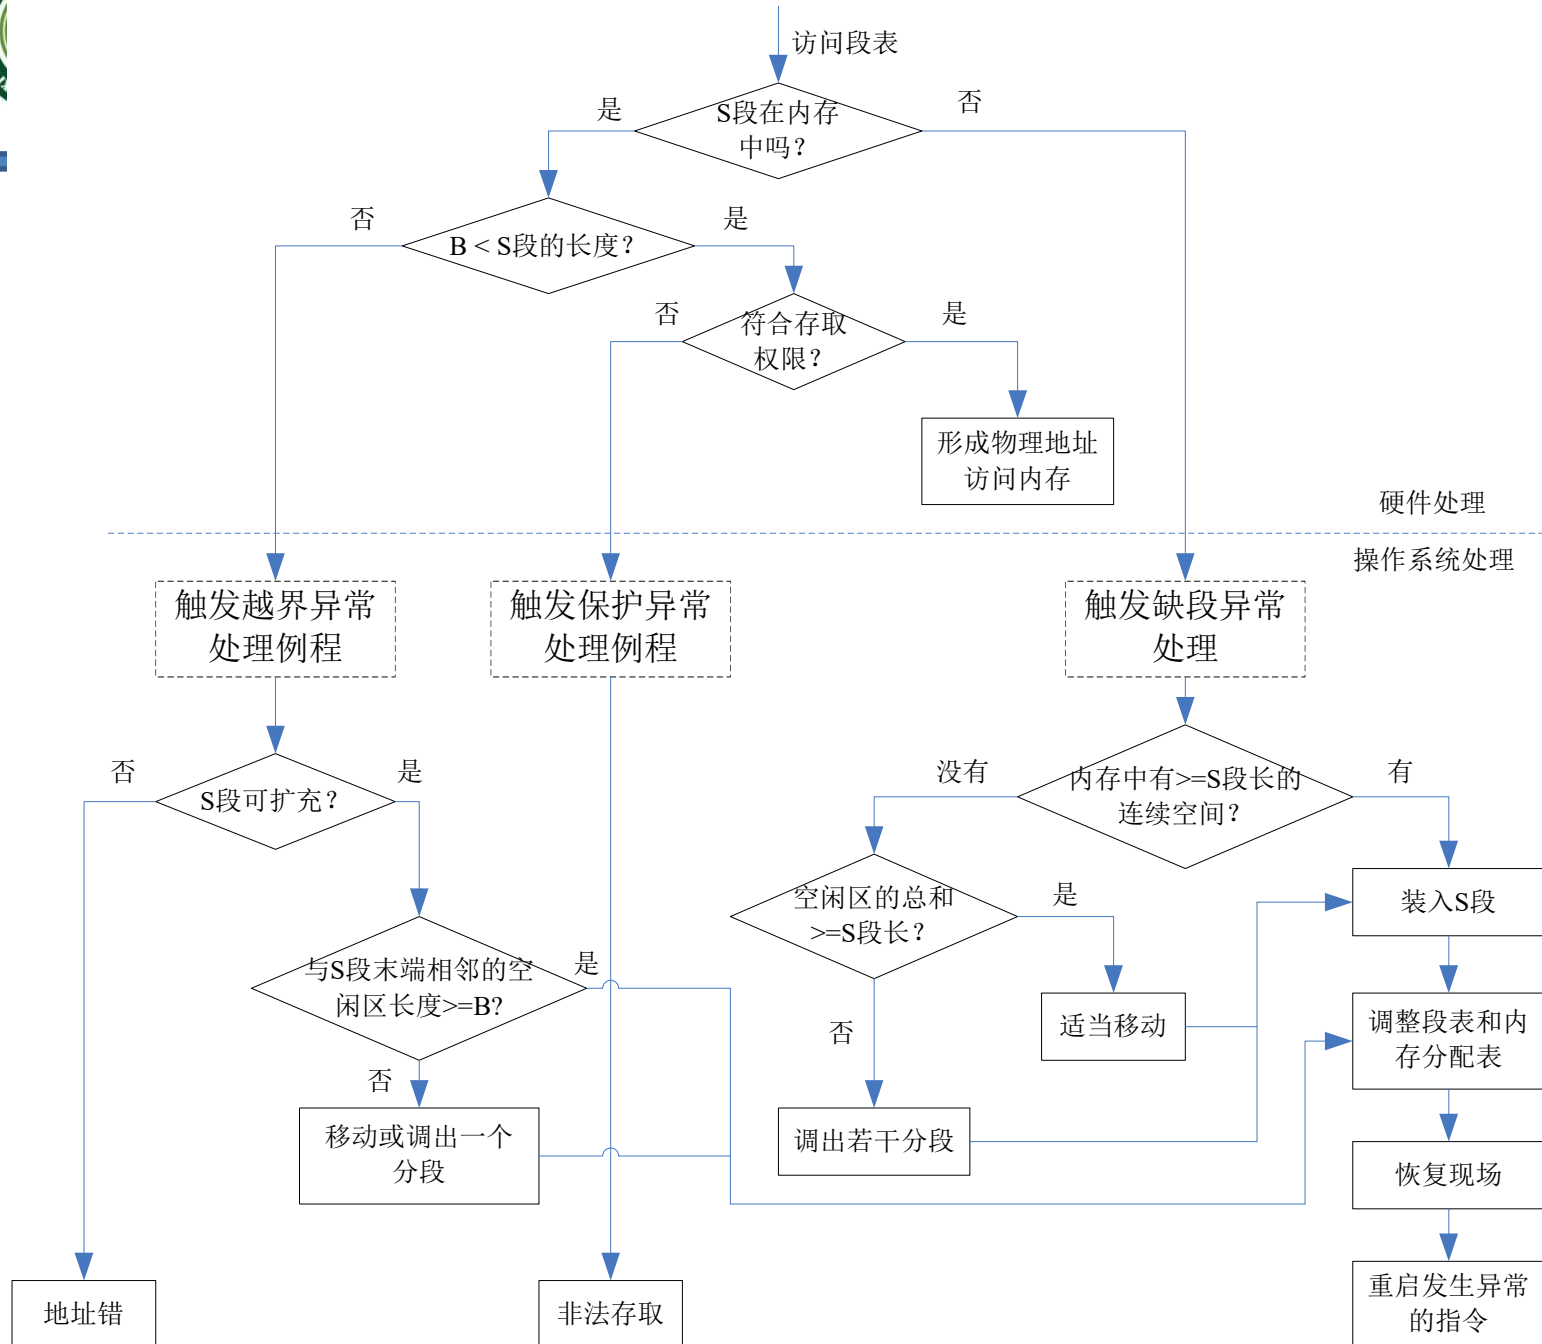 访问段表
是
否
S段在内存
中吗？
否
是
B < S段的长度？
否
是
符合存取
权限？
形成物理地址
访问内存
硬件处理
操作系统处理
触发越界异常
处理例程
触发保护异常
处理例程
触发缺段异常
处理
否
是
S段可扩充？
没有
有
内存中有>=S段长的
连续空间？
空闲区的总和
>=S段长？
是
装入S段
与S段末端相邻的空
闲区长度>=B?
是
否
适当移动
调整段表和内
存分配表
否
移动或调出一个
分段
调出若干分段
恢复现场
地址错
非法存取
重启发生异常
的指令